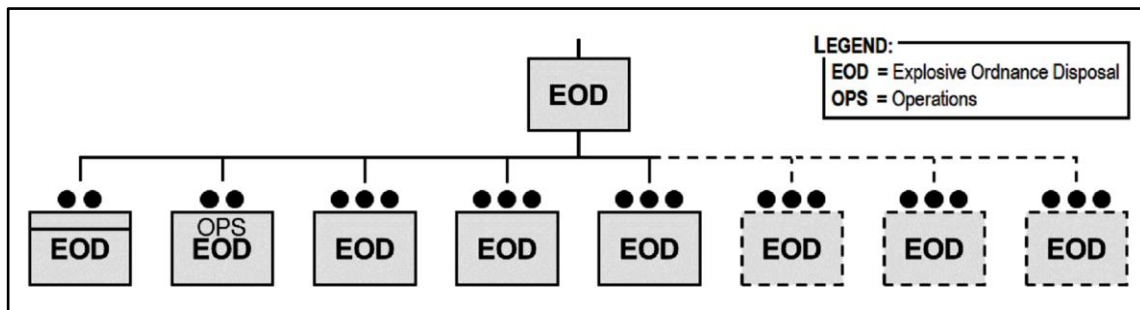 LEGEND:
EOD = Explosive Ordnance Disposal
OPS = Operations
EOD
EOD
OPS
EOD
EOD
EOD
EOD
EOD
EOD
EOD